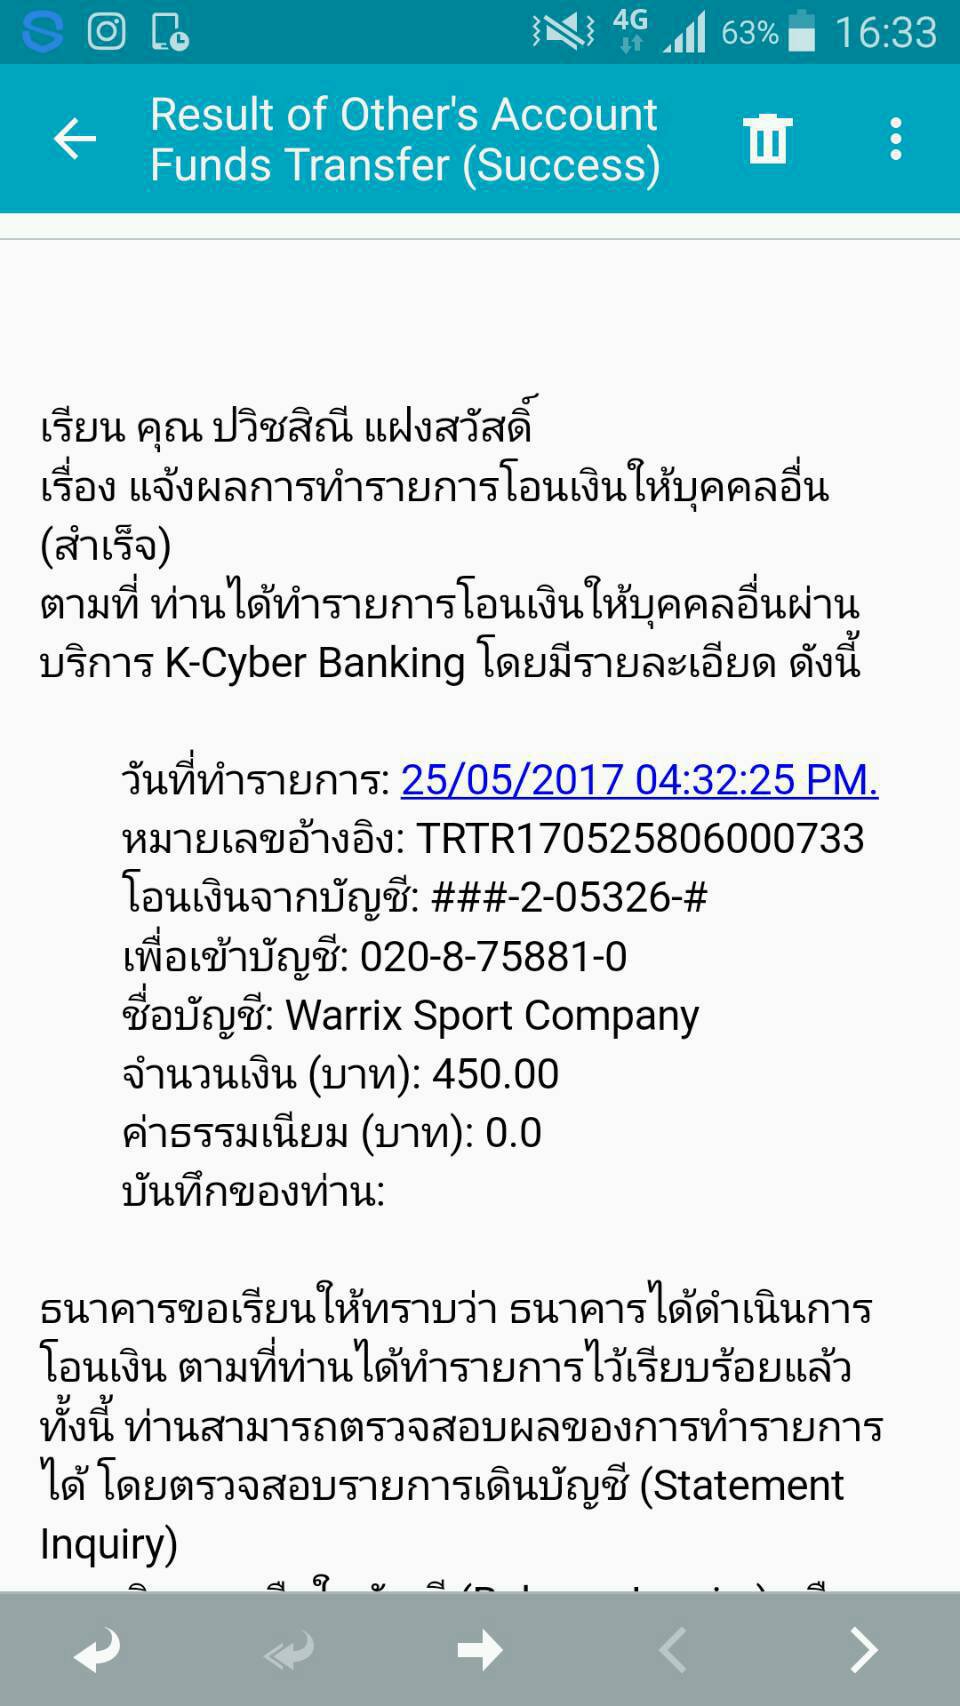 4G 63% 16:33
Result of Other's Account
Funds Transfer (Success)
เรียน คุณ ปวิชสิณี แฝงสวัสดิ์
เรื่อง แจ้งผลการทำรายการโอนเงินให้บุคคลอื่น
(สำเร็จ)
ตามที่ ท่านได้ทำรายการโอนเงินให้บุคคลอื่นผ่าน
บริการ K-Cyber Banking โดยมีรายละเอียด ดังนี้
วันที่ทำรายการ: 25/05/2017 04:32:25 PM.
หมายเลขอ้างอิง: TRTR170525806000733
โอนเงินจากบัญชี: ###-2-05326-#
เพื่อเข้าบัญชี: 020-8-75881-0
ชื่อบัญชี: Warrix Sport Company
จำนวนเงิน (บาท): 450.00
ค่าธรรมเนียม (บาท): 0.0
บันทึกของท่าน:
ธนาคารขอเรียนให้ทราบว่า ธนาคารได้ดำเนินการ
โอนเงิน ตามที่ท่านได้ทำรายการไว้เรียบร้อยแล้ว
ทั้งนี้ ท่านสามารถตรวจสอบผลของการทำรายการ
ได้ โดยตรวจสอบรายการเดินบัญชี (Statement
Inquiry)